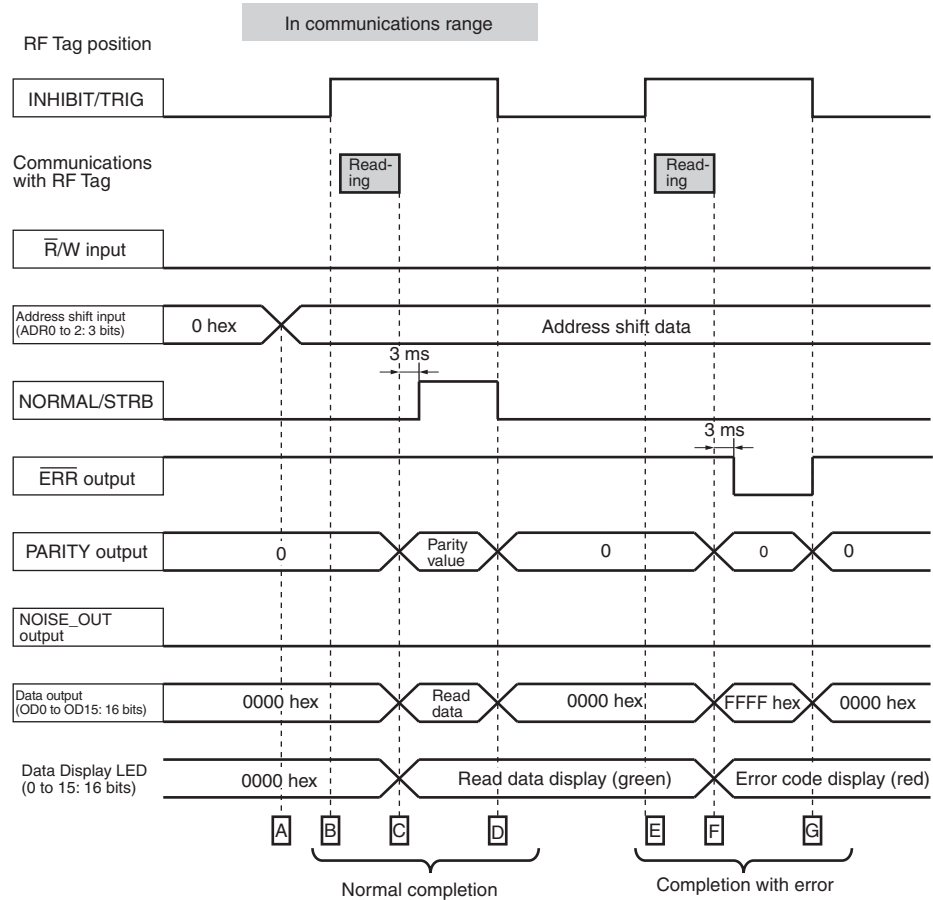 In communications range
RF Tag position
INHIBIT/TRIG
Communications
with RF Tag
Read-
ing
Read-
ing
R̅/W input
Address shift input
(ADR0 to 2: 3 bits)
0 hex
Address shift data
3 ms
NORMAL/STRB
3 ms
E̅R̅R̅ output
PARITY output
0
Parity
value
0
0
0
NOISE_OUT
output
Data output
(OD0 to OD15: 16 bits)
0000 hex
Read
data
0000 hex
FFFF hex
0000 hex
Data Display LED
(0 to 15: 16 bits)
0000 hex
Read data display (green)
Error code display (red)
A
B
C
D
E
F
G
Normal completion
Completion with error